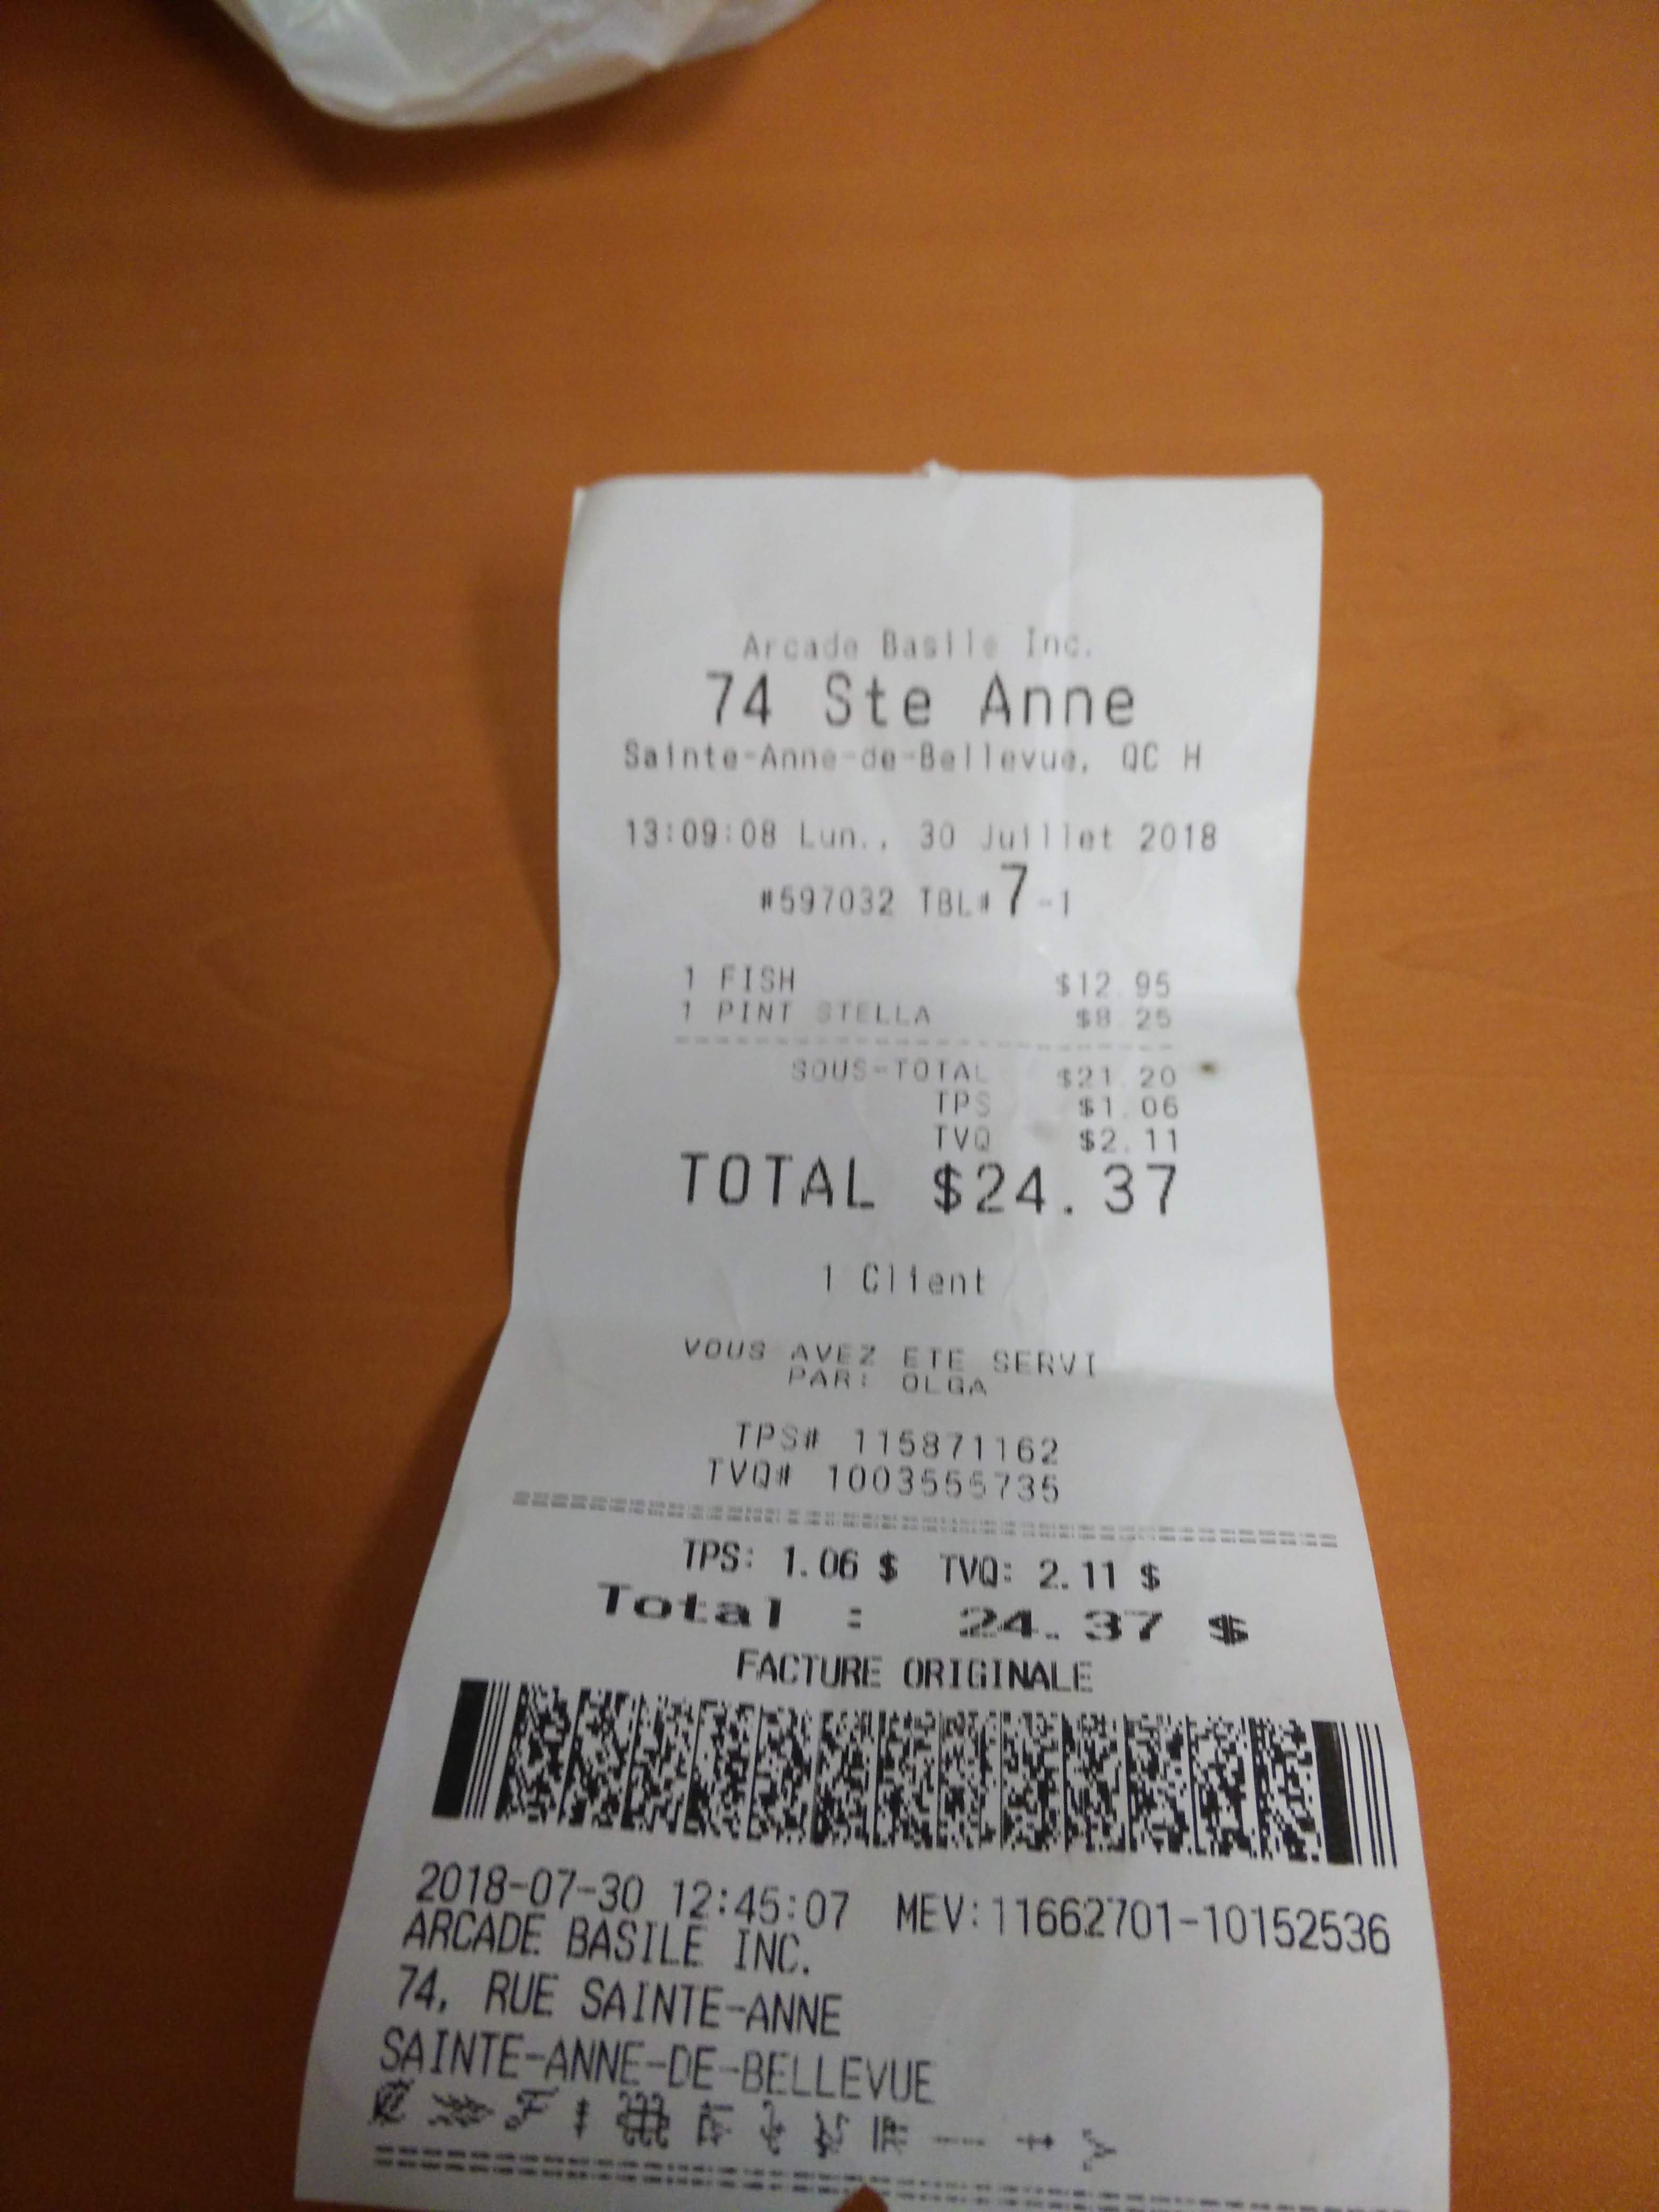 Arcade Basile Inc.
74 Ste Anne
Sainte-Anne-de-Bellevue, QC H
13:09:08 Lun., 30 Juillet 2018
#597032 TBL# 7-1
1 FISH $12.95
1 PINT STELLA $8.25
SOUS-TOTAL $21.20
TPS $1.06
TVQ $2.11
TOTAL $24.37
1 Client
VOUS AVEZ ETE SERVI
PAR: OLGA
TPS# 115871162
TVQ# 1003555735
TPS: 1.06 $ TVQ: 2.11 $
Total : 24.37 $
FACTURE ORIGINALE
2018-07-30 12:45:07 MEV:11662701-10152536
ARCADE BASILE INC.
74, RUE SAINTE-ANNE
SAINTE-ANNE-DE-BELLEVUE